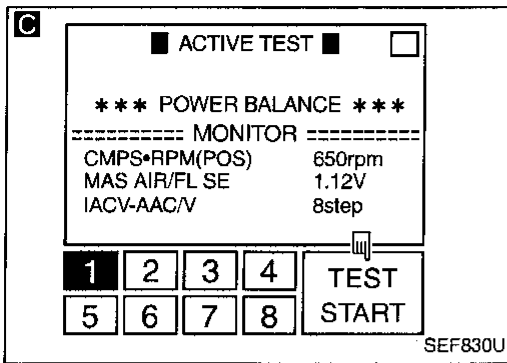 C
ACTIVE TEST
*** POWER BALANCE ***
========== MONITOR =========
CMPS•RPM(POS) 650rpm
MAS AIR/FL SE 1.12V
IACV-AAC/V 8step
1 2 3 4 TEST
5 6 7 8 START
SEF830U